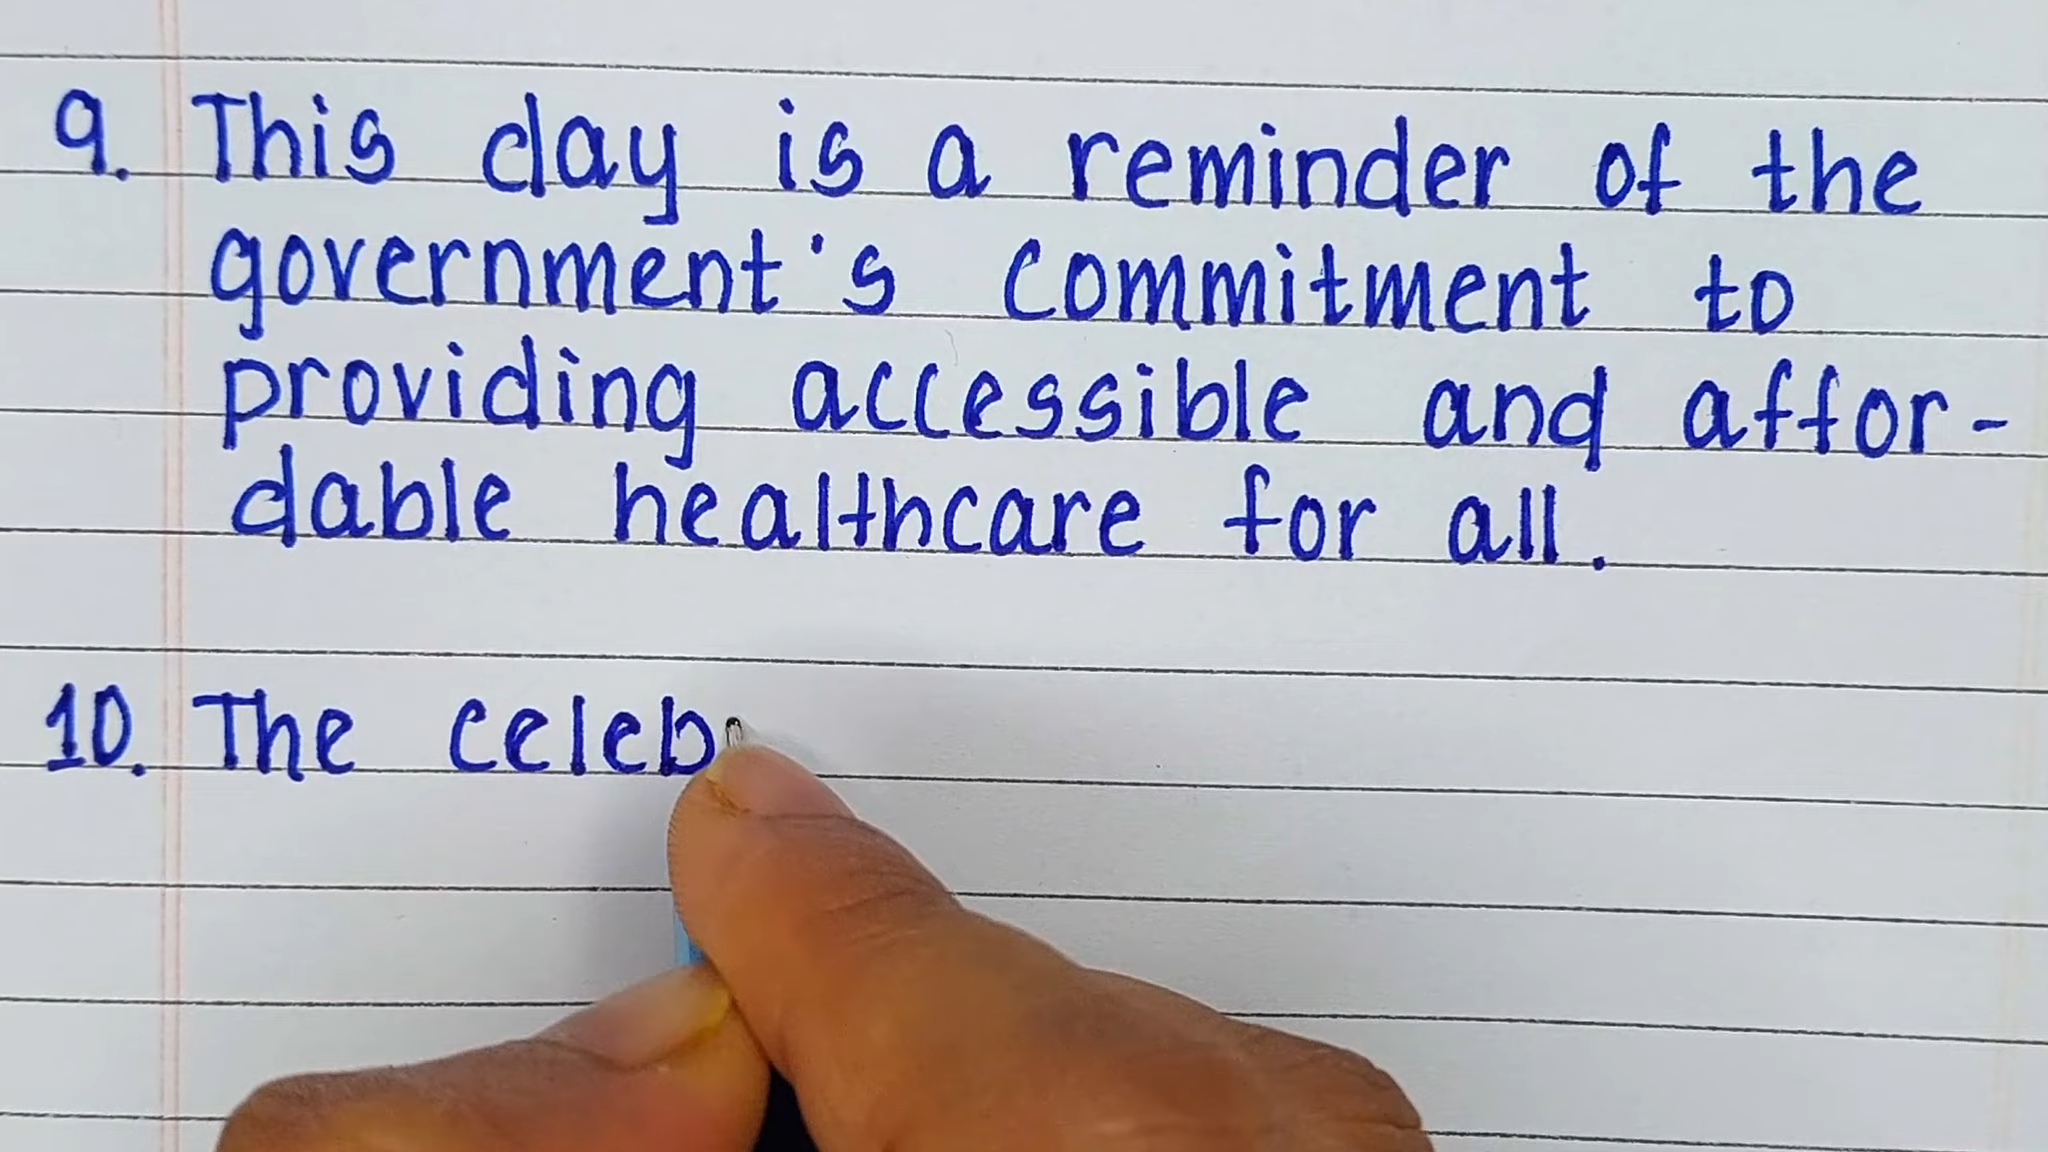 9. This day is a reminder of the
government's commitment to
providing accessible and affor-
dable healthcare for all.
10. The celeb